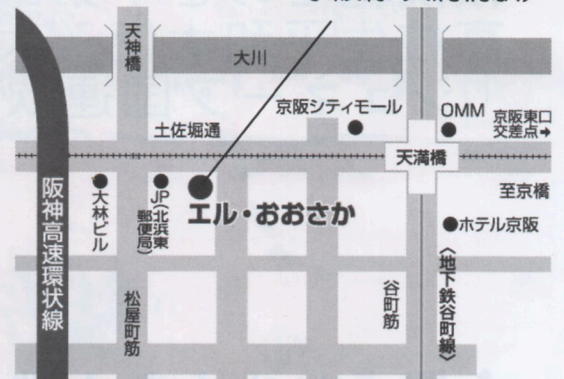 天神橋
大川
京阪シティモール
OMM
京阪東口
交差点➡
土佐堀通
天満橋
至京橋
阪神高速環状線
大林ビル
JP(北浜東
郵便局)
エル・おおさか
ホテル京阪
松屋町筋
谷町筋
〈地下鉄谷町線〉